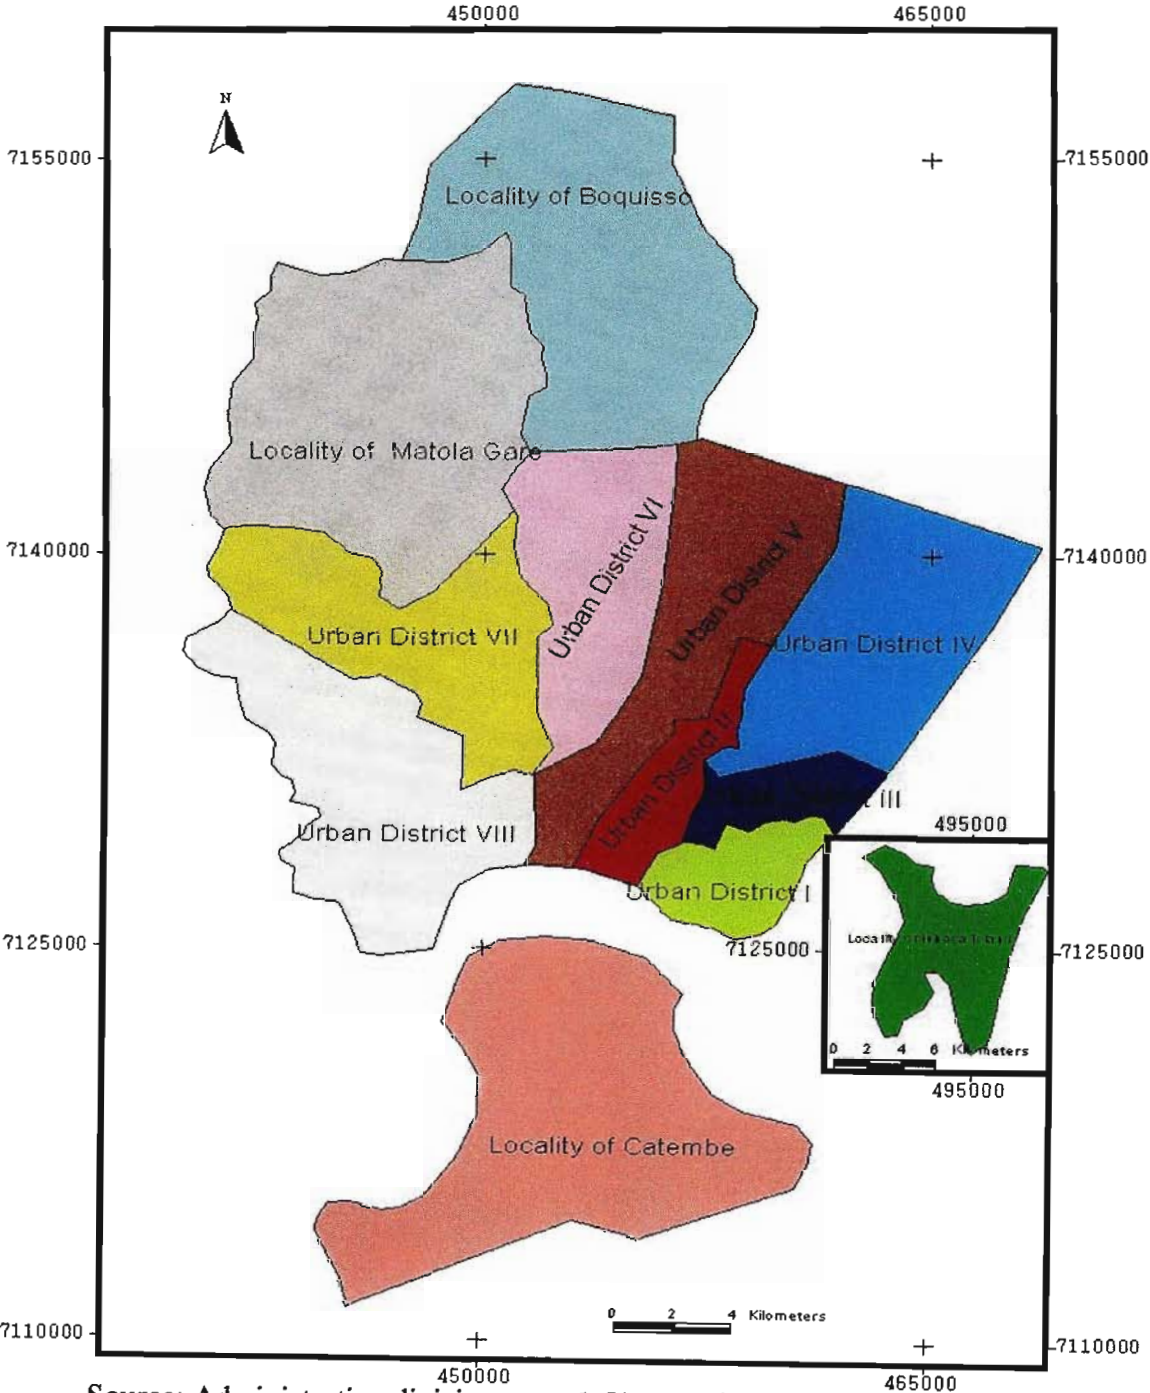 450000 465000
N
7155000 7155000
Locality of Boquisso
Locality of Matola Gare
7140000 7140000
Urban District VI
Urban District V
Urban District VII
Urban District IV
Urban District II
III
Urban District VIII
495000
Urban District I
7125000 7125000 7125000
0 2 4 6 Kilometers
495000
Locality of Catembe
0 2 4 Kilometers
7110000 7110000
450000 465000